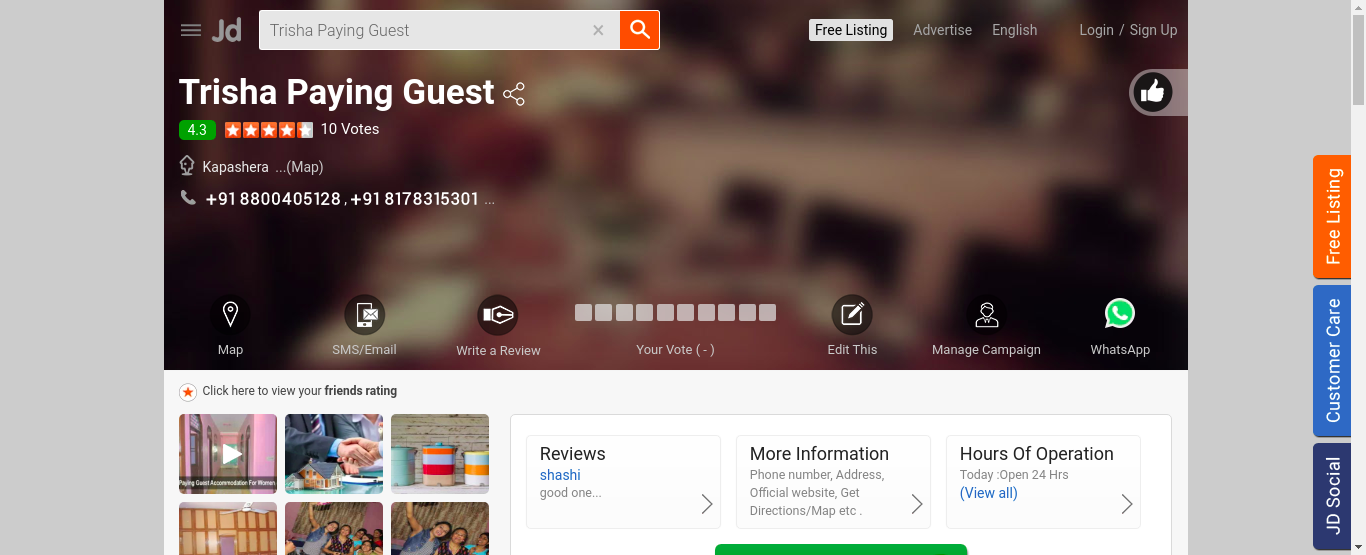 Jd
Trisha Paying Guest
Free Listing
Advertise
English
Login / Sign Up
Trisha Paying Guest
4.3
10 Votes
Kapashera ...(Map)
+91 8800405128 , +91 8178315301 ...
Map
SMS/Email
Write a Review
Your Vote ( - )
Edit This
Manage Campaign
WhatsApp
Free Listing
Customer Care
JD Social
Click here to view your friends rating
Paying Guest Accommodation For Women
Reviews
shashi
good one...
More Information
Phone number, Address,
Official website, Get
Directions/Map etc .
Hours Of Operation
Today :Open 24 Hrs
(View all)